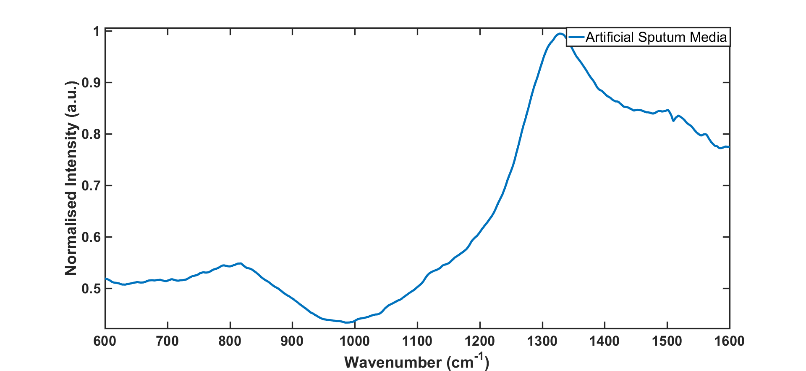 Artificial Sputum Media
Normalised Intensity (a.u.)
1
0.9
0.8
0.7
0.6
0.5
600 700 800 900 1000 1100 1200 1300 1400 1500 1600
Wavenumber (cm⁻¹)